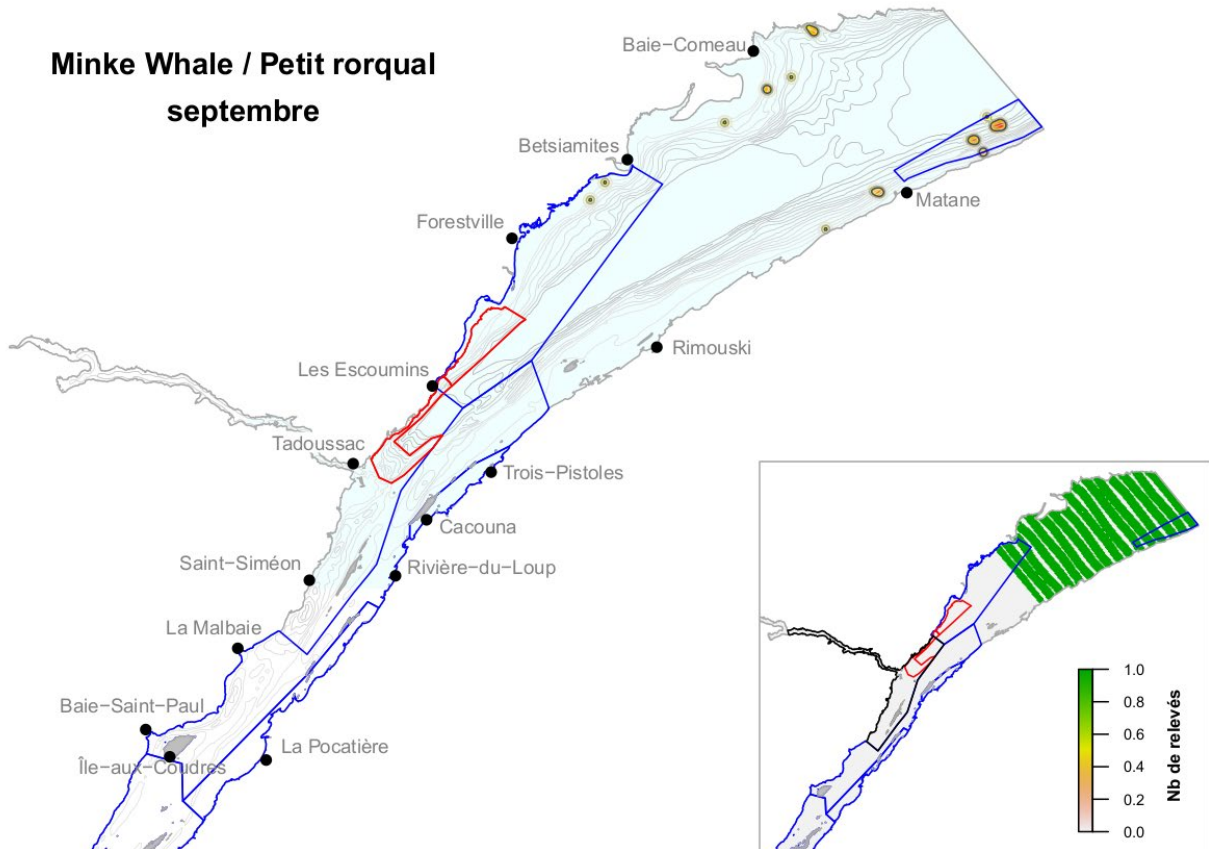 Minke Whale / Petit rorqual
septembre
Baie−Comeau
Betsiamites
Matane
Forestville
Rimouski
Les Escoumins
Tadoussac
Trois−Pistoles
Cacouna
Saint−Siméon
Rivière−du−Loup
La Malbaie
Baie−Saint−Paul
La Pocatière
Île−aux−Coudres
1.0
0.8
0.6
0.4
0.2
0.0
Nb de relevés